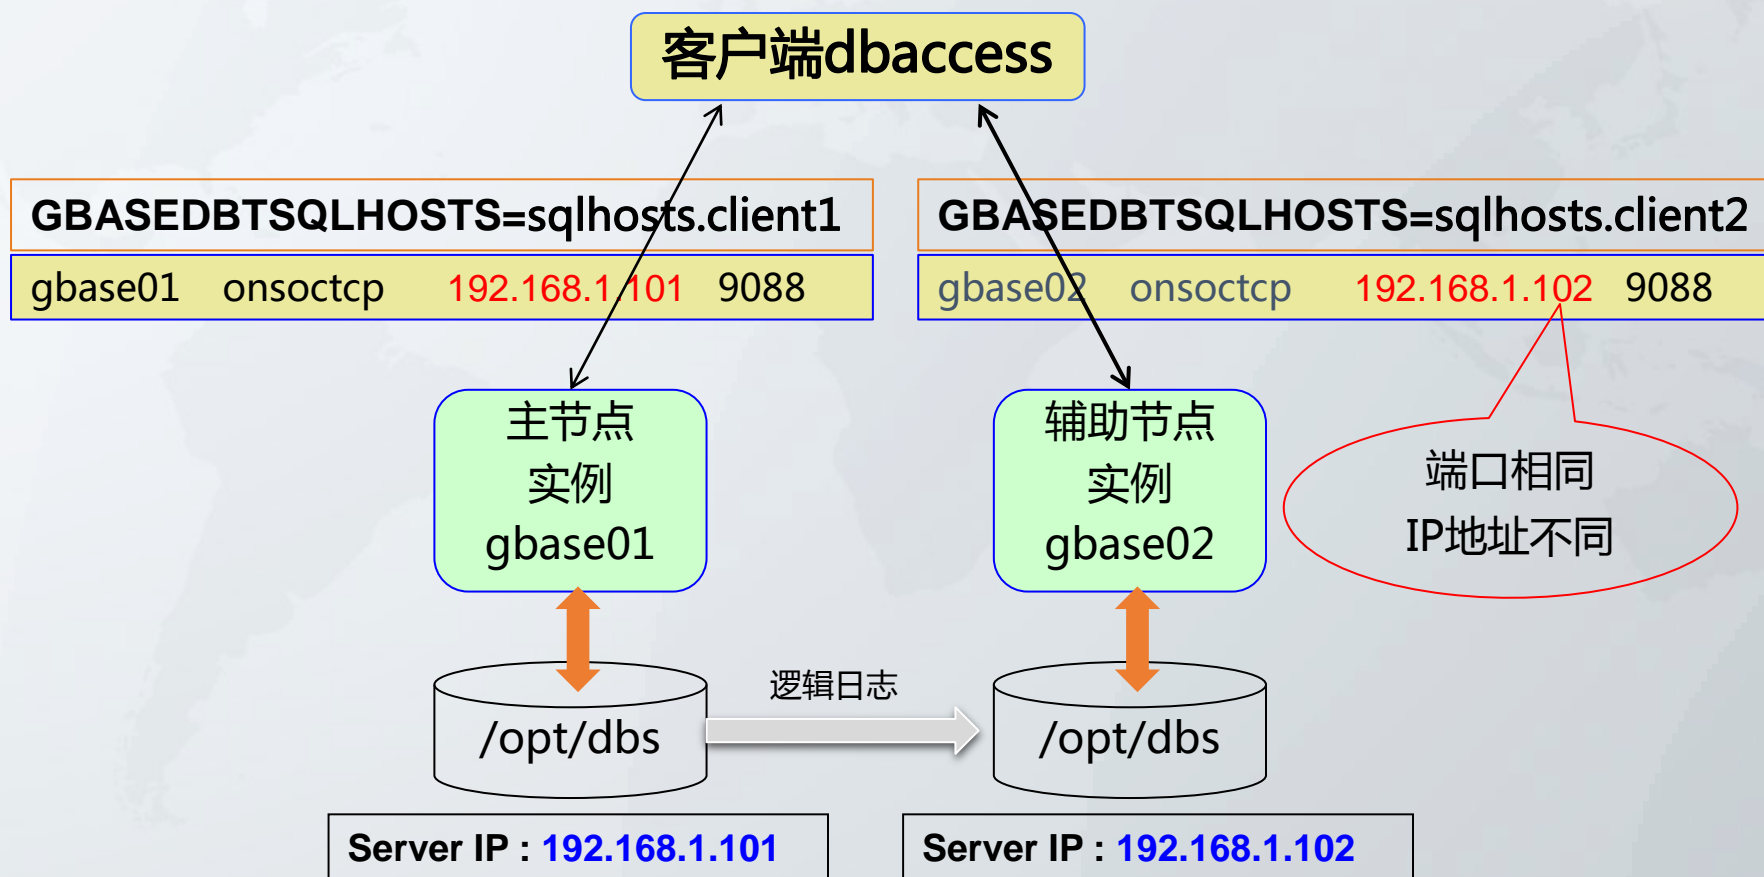 客户端dbaccess
GBASEDBTSQLHOSTS=sqlhosts.client1
gbase01 onsoctcp 192.168.1.101 9088
GBASEDBTSQLHOSTS=sqlhosts.client2
gbase02 onsoctcp 192.168.1.102 9088
主节点
实例
gbase01
辅助节点
实例
gbase02
端口相同
IP地址不同
/opt/dbs
逻辑日志
/opt/dbs
Server IP : 192.168.1.101
Server IP : 192.168.1.102